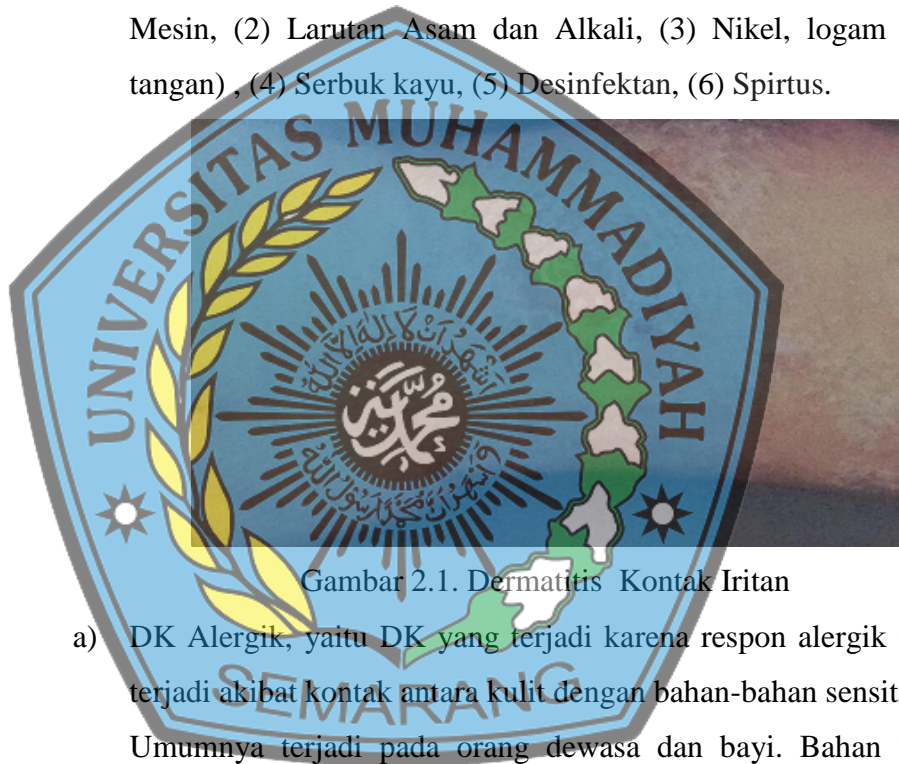 Mesin, (2) Larutan Asam dan Alkali, (3) Nikel, logam
tangan) , (4) Serbuk kayu, (5) Desinfektan, (6) Spirtus.
UNIVERSITAS MUHAMMADIYAH
محمد
Gambar 2.1. Dermatitis Kontak Iritan
a) DK Alergik, yaitu DK yang terjadi karena respon alergik
SEMARANG
terjadi akibat kontak antara kulit dengan bahan-bahan sensit
Umumnya terjadi pada orang dewasa dan bayi. Bahan